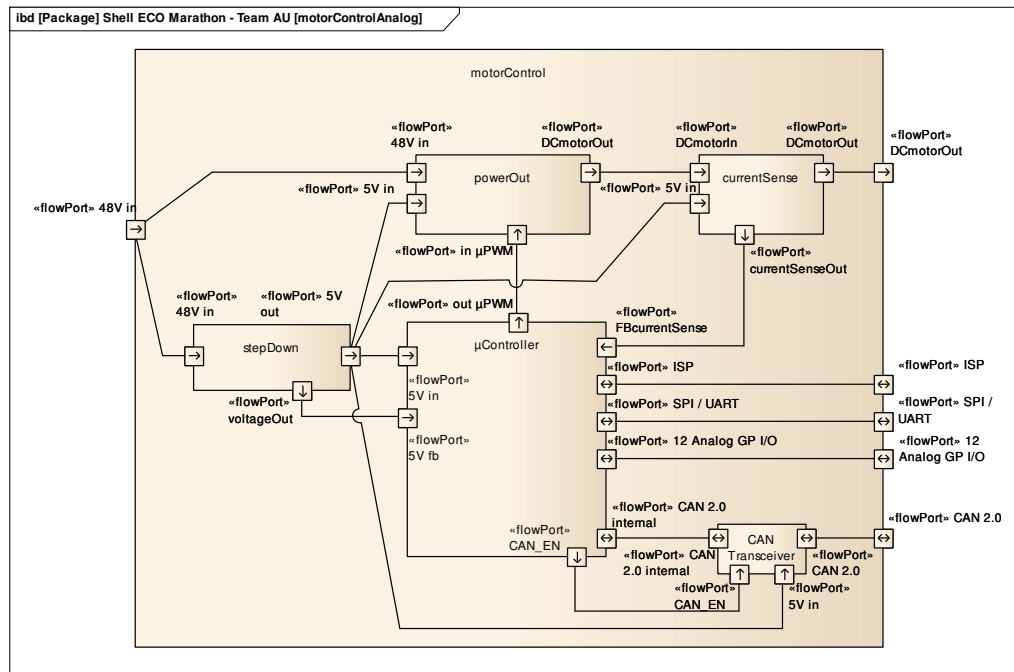 ibd [Package] Shell ECO Marathon - Team AU [motorControlAnalog]
motorControl
«flowPort»
48V in
«flowPort»
DCmotorOut
«flowPort»
DCmotorIn
«flowPort»
DCmotorOut
«flowPort»
DCmotorOut
powerOut
currentSense
«flowPort» 5V in
«flowPort» 5V in
«flowPort» 48V in
«flowPort» in µPWM
«flowPort»
currentSenseOut
«flowPort»
48V in
«flowPort» 5V
out
«flowPort» out µPWM
«flowPort»
FBcurrentSense
stepDown
µController
«flowPort»
5V in
«flowPort» ISP
«flowPort» ISP
«flowPort»
voltageOut
«flowPort» SPI / UART
«flowPort» SPI /
UART
«flowPort»
5V fb
«flowPort» 12 Analog GP I/O
«flowPort» 12
Analog GP I/O
«flowPort» CAN 2.0
internal
«flowPort» CAN 2.0
«flowPort»
CAN_EN
CAN
Transceiver
«flowPort» CAN
2.0 internal
«flowPort»
CAN 2.0
«flowPort»
CAN_EN
«flowPort»
5V in